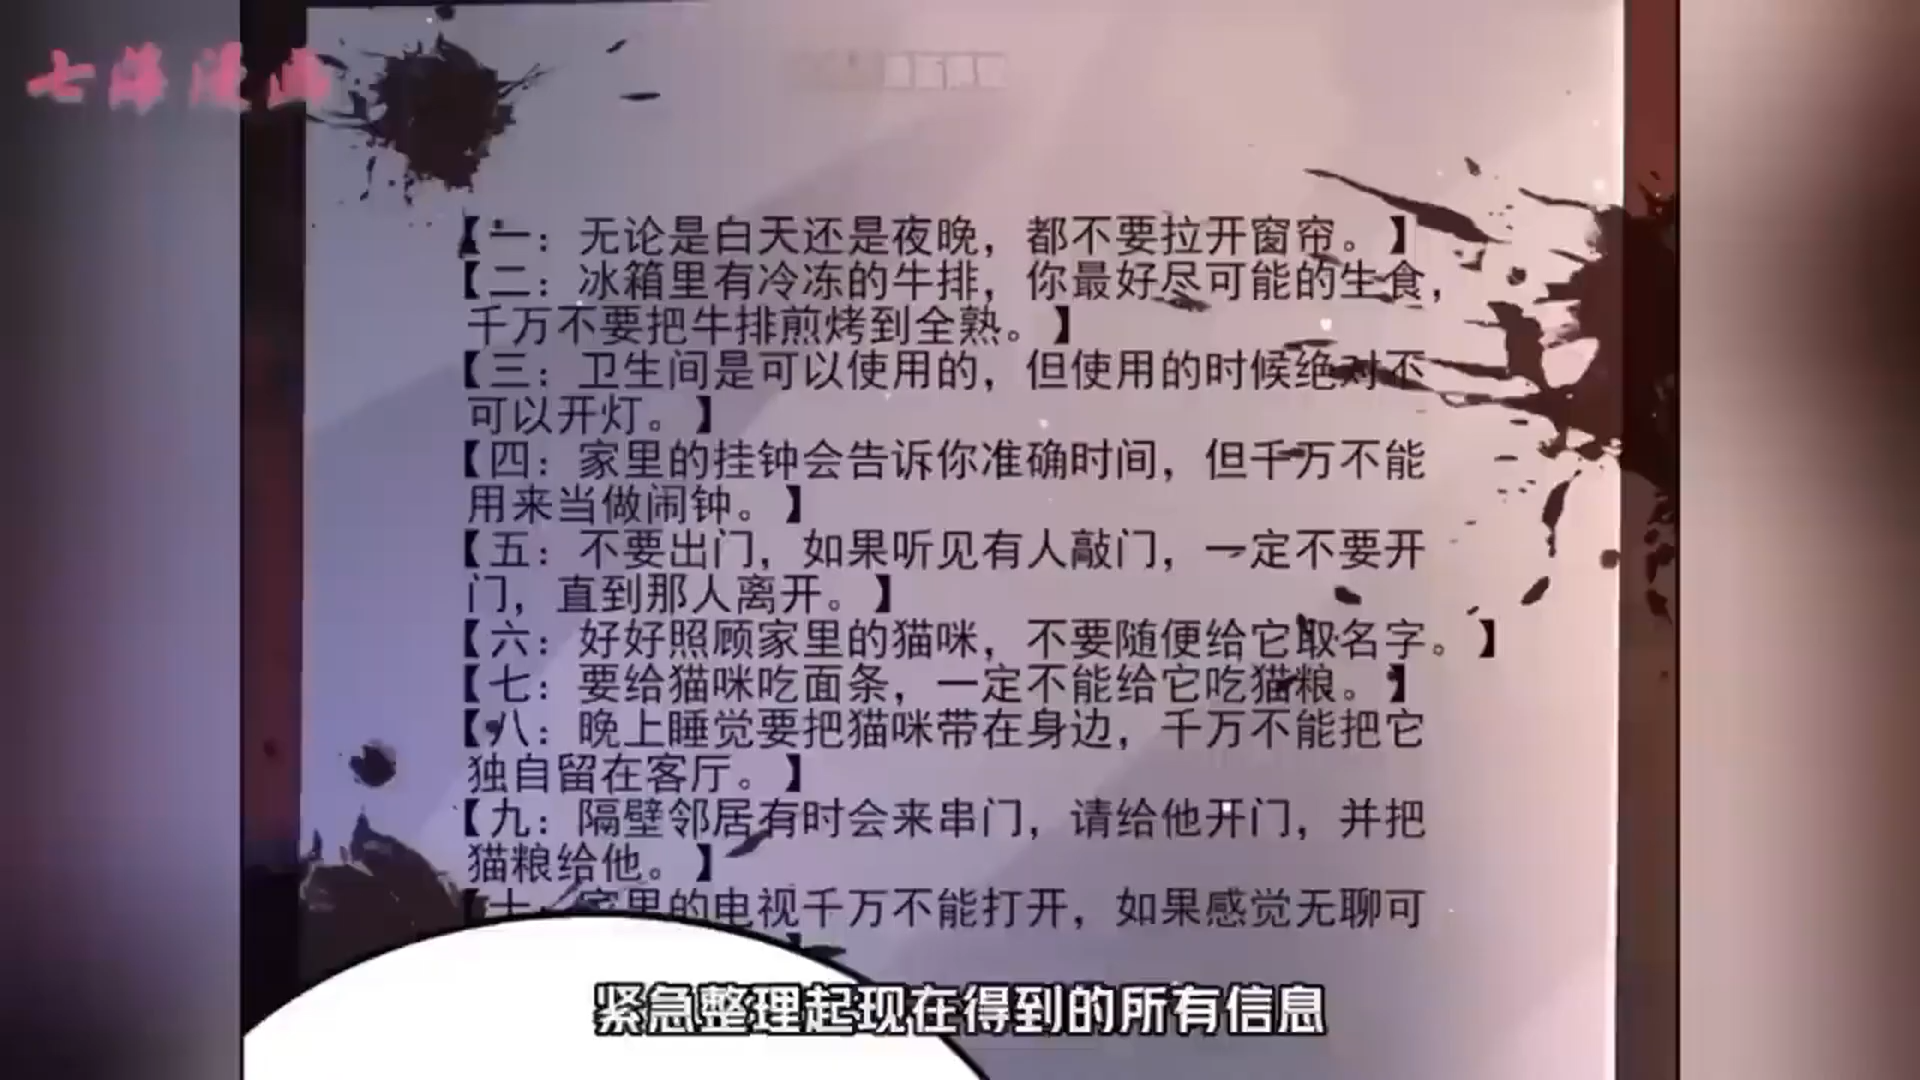 七海漫画
【一：无论是白天还是夜晚，都不要拉开窗帘。】
【二：冰箱里有冷冻的牛排，你最好尽可能的生食，
千万不要把牛排煎烤到全熟。】
【三：卫生间是可以使用的，但使用的时候绝对不
可以开灯。】
【四：家里的挂钟会告诉你准确时间，但千万不能
用来当做闹钟。】
【五：不要出门，如果听见有人敲门，一定不要开
门，直到那人离开。】
【六：好好照顾家里的猫咪，不要随便给它取名字。】
【七：要给猫咪吃面条，一定不能给它吃猫粮。】
【八：晚上睡觉要把猫咪带在身边，千万不能把它
独自留在客厅。】
【九：隔壁邻居有时会来串门，请给他开门，并把
猫粮给他。】
【十：家里的电视千万不能打开，如果感觉无聊可
紧急整理起现在得到的所有信息